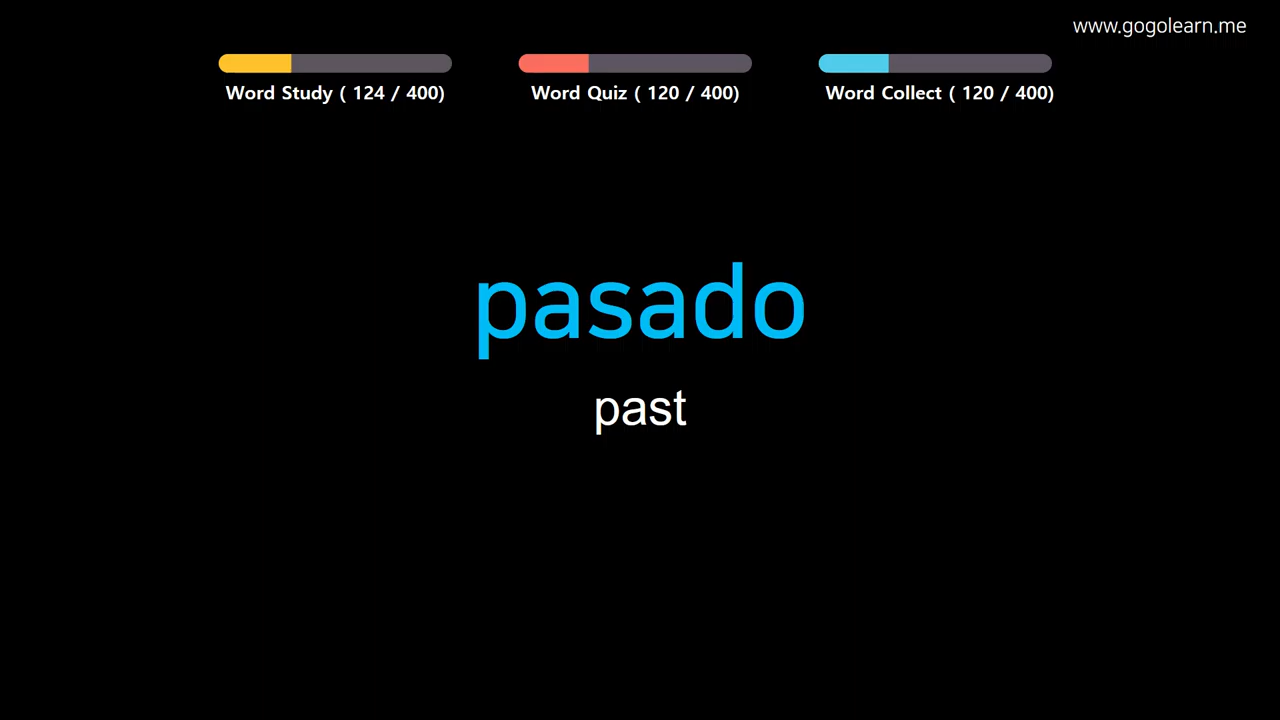 www.gogolearn.me
Word Study ( 124 / 400)
Word Quiz ( 120 / 400)
Word Collect ( 120 / 400)
pasado
past